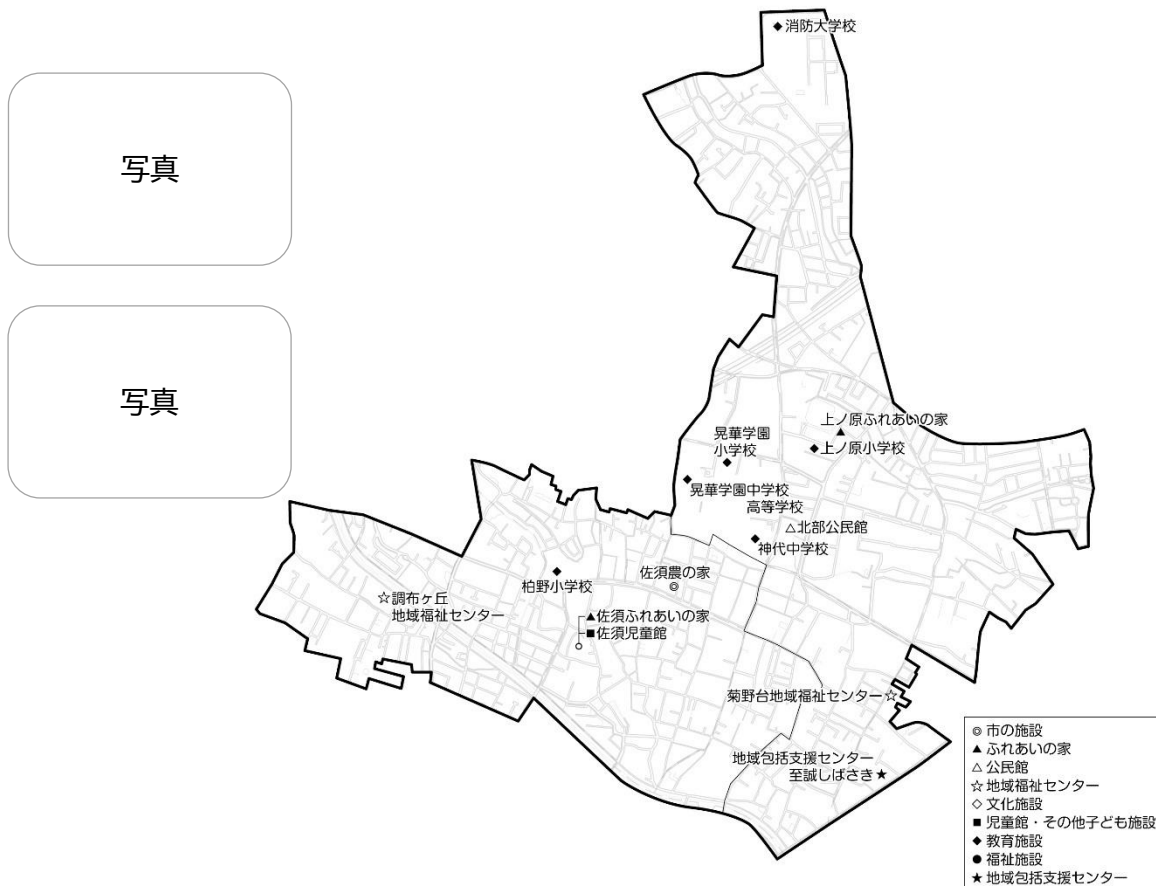 ◆消防大学校
写真
写真
上ノ原ふれあいの家
▲
◆上ノ原小学校
晃華学園
小学校
◆
◆
晃華学園中学校
高等学校
△北部公民館
◆
神代中学校
◆
柏野小学校
佐須農の家
◎
☆調布ヶ丘
地域福祉センター
▲佐須ふれあいの家
■佐須児童館
菊野台地域福祉センター☆
地域包括支援センター
至誠しばさき★
◎市の施設
▲ふれあいの家
△公民館
☆地域福祉センター
◇文化施設
■児童館・その他子ども施設
◆教育施設
●福祉施設
★地域包括支援センター